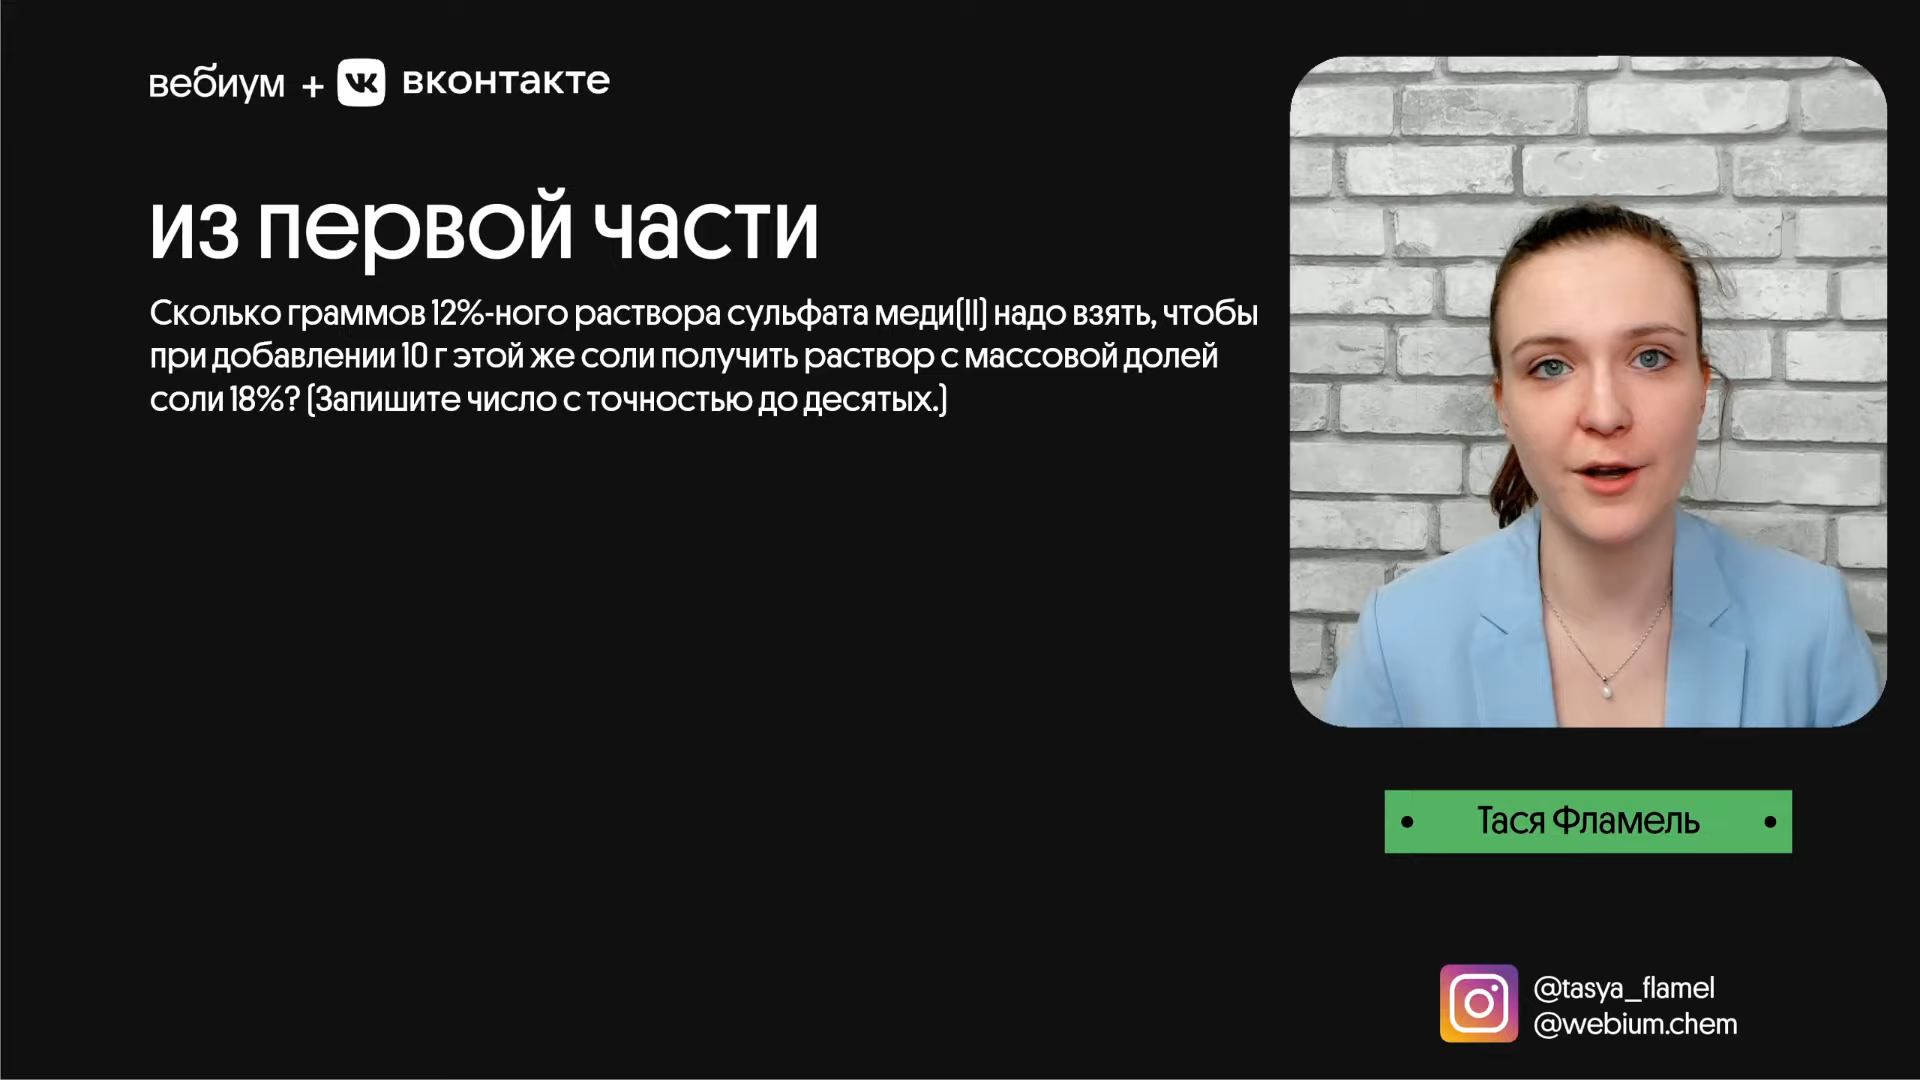 вебиум + вконтакте
из первой части
Сколько граммов 12%-ного раствора сульфата меди(II) надо взять, чтобы
при добавлении 10 г этой же соли получить раствор с массовой долей
соли 18%? (Запишите число с точностью до десятых.)
• Тася Фламель •
@tasya_flamel
@webium.chem